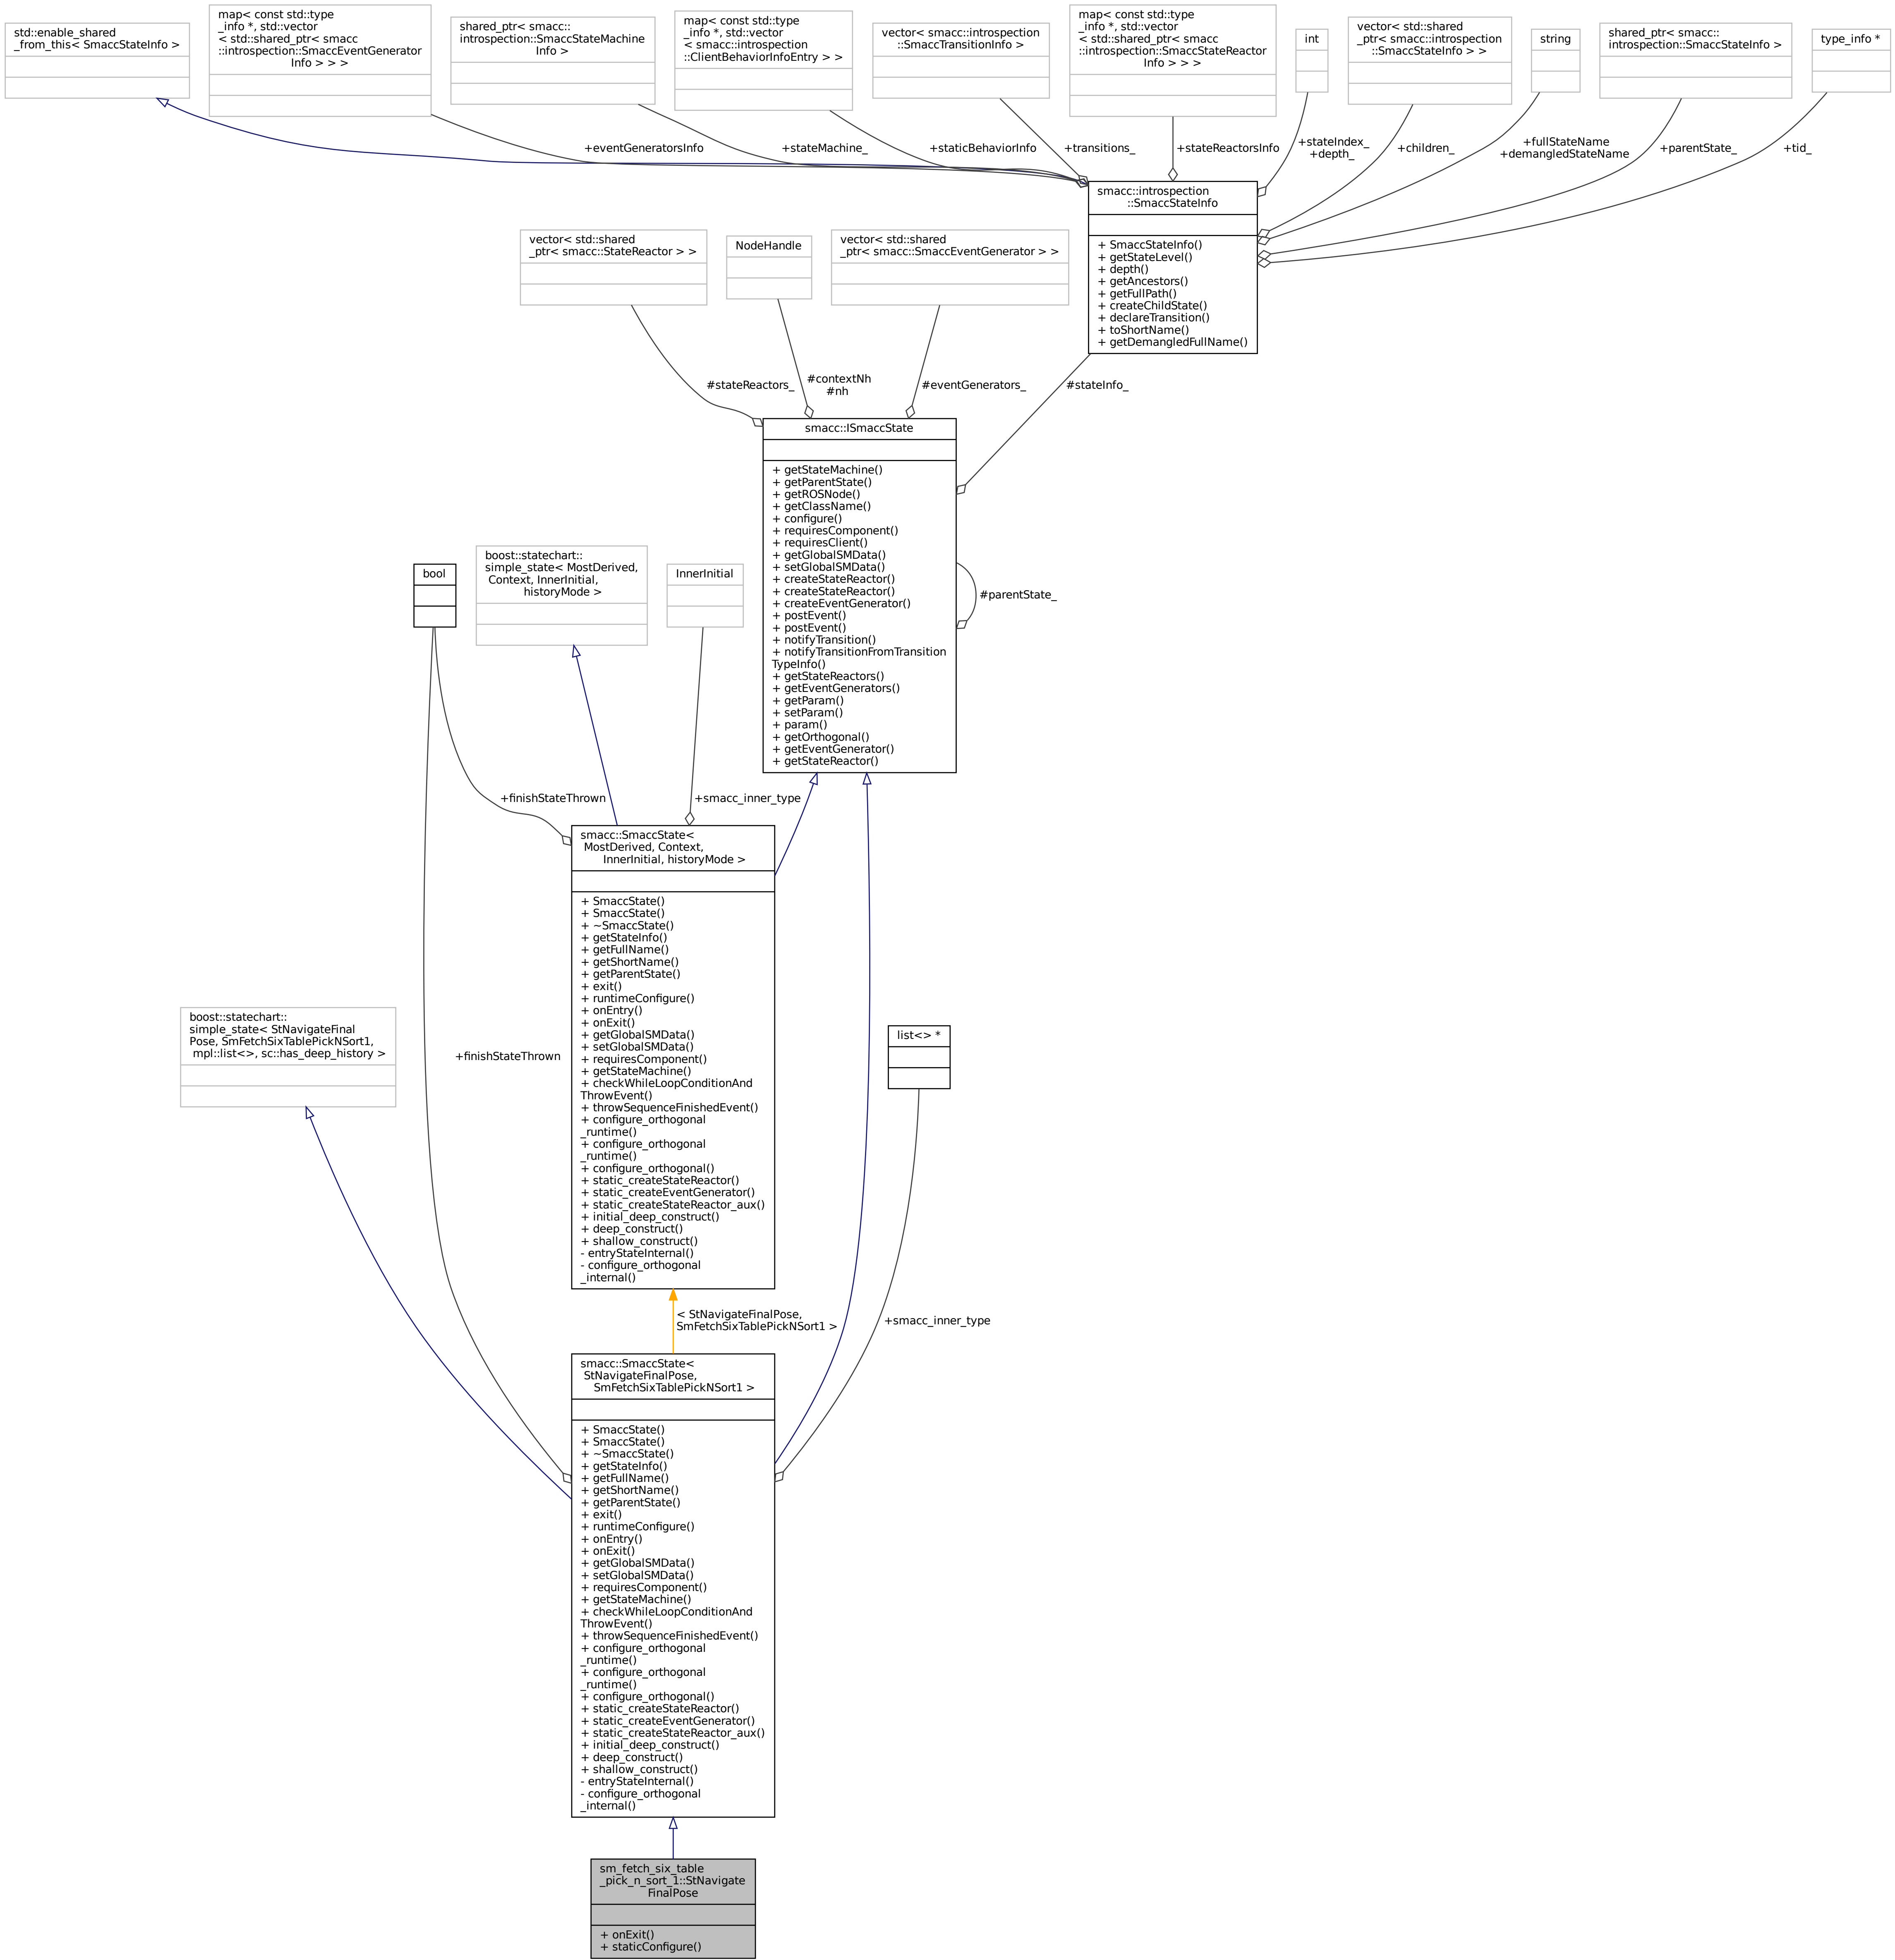 std::enable_shared
_from_this< SmaccStateInfo >
map< const std::type
_info *, std::vector
< std::shared_ptr< smacc
::introspection::SmaccEventGenerator
Info > > >
shared_ptr< smacc::
introspection::SmaccStateMachine
Info >
map< const std::type
_info *, std::vector
< smacc::introspection
::ClientBehaviorInfoEntry > >
vector< smacc::introspection
::SmaccTransitionInfo >
map< const std::type
_info *, std::vector
< std::shared_ptr< smacc
::introspection::SmaccStateReactor
Info > > >
int
vector< std::shared
_ptr< smacc::introspection
::SmaccStateInfo > >
string
shared_ptr< smacc::
introspection::SmaccStateInfo >
type_info *
+eventGeneratorsInfo
+stateMachine_
+staticBehaviorInfo
+transitions_
+stateReactorsInfo
+stateIndex_
+depth_
+children_
+fullStateName
+demangledStateName
+parentState_
+tid_
smacc::introspection
::SmaccStateInfo
+ SmaccStateInfo()
+ getStateLevel()
+ depth()
+ getAncestors()
+ getFullPath()
+ createChildState()
+ declareTransition()
+ toShortName()
+ getDemangledFullName()
vector< std::shared
_ptr< smacc::StateReactor > >
NodeHandle
vector< std::shared
_ptr< smacc::SmaccEventGenerator > >
#stateReactors_
#contextNh
#nh
#eventGenerators_
#stateInfo_
smacc::ISmaccState
+ getStateMachine()
+ getParentState()
+ getROSNode()
+ getClassName()
+ configure()
+ requiresComponent()
+ requiresClient()
+ getGlobalSMData()
+ setGlobalSMData()
+ createStateReactor()
+ createStateReactor()
+ createEventGenerator()
+ postEvent()
+ postEvent()
+ notifyTransition()
+ notifyTransitionFromTransition
TypeInfo()
+ getStateReactors()
+ getEventGenerators()
+ getParam()
+ setParam()
+ param()
+ getOrthogonal()
+ getEventGenerator()
+ getStateReactor()
#parentState_
bool
boost::statechart::
simple_state< MostDerived,
Context, InnerInitial,
historyMode >
InnerInitial
+finishStateThrown
+smacc_inner_type
smacc::SmaccState<
MostDerived, Context,
InnerInitial, historyMode >
+ SmaccState()
+ SmaccState()
+ ~SmaccState()
+ getStateInfo()
+ getFullName()
+ getShortName()
+ getParentState()
+ exit()
+ runtimeConfigure()
+ onEntry()
+ onExit()
+ getGlobalSMData()
+ setGlobalSMData()
+ requiresComponent()
+ getStateMachine()
+ checkWhileLoopConditionAnd
ThrowEvent()
+ throwSequenceFinishedEvent()
+ configure_orthogonal
_runtime()
+ configure_orthogonal
_runtime()
+ configure_orthogonal()
+ static_createStateReactor()
+ static_createEventGenerator()
+ static_createStateReactor_aux()
+ initial_deep_construct()
+ deep_construct()
+ shallow_construct()
- entryStateInternal()
- configure_orthogonal
_internal()
boost::statechart::
simple_state< StNavigateFinal
Pose, SmFetchSixTablePickNSort1,
mpl::list<>, sc::has_deep_history >
+finishStateThrown
list<> *
< StNavigateFinalPose,
SmFetchSixTablePickNSort1 >
+smacc_inner_type
smacc::SmaccState<
StNavigateFinalPose,
SmFetchSixTablePickNSort1 >
+ SmaccState()
+ SmaccState()
+ ~SmaccState()
+ getStateInfo()
+ getFullName()
+ getShortName()
+ getParentState()
+ exit()
+ runtimeConfigure()
+ onEntry()
+ onExit()
+ getGlobalSMData()
+ setGlobalSMData()
+ requiresComponent()
+ getStateMachine()
+ checkWhileLoopConditionAnd
ThrowEvent()
+ throwSequenceFinishedEvent()
+ configure_orthogonal
_runtime()
+ configure_orthogonal
_runtime()
+ configure_orthogonal()
+ static_createStateReactor()
+ static_createEventGenerator()
+ static_createStateReactor_aux()
+ initial_deep_construct()
+ deep_construct()
+ shallow_construct()
- entryStateInternal()
- configure_orthogonal
_internal()
sm_fetch_six_table
_pick_n_sort_1::StNavigate
FinalPose
+ onExit()
+ staticConfigure()